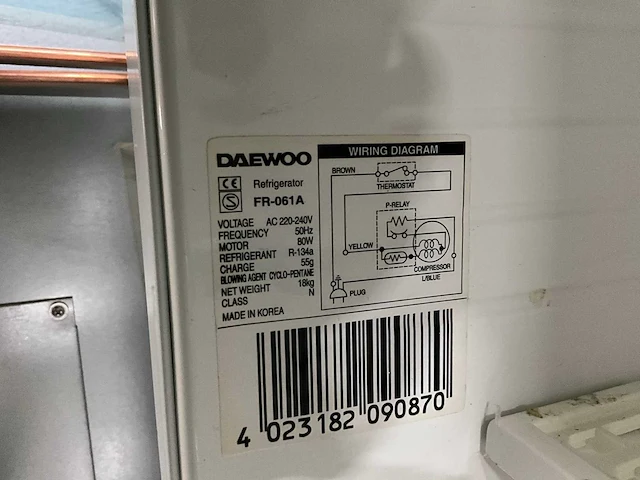 DAEWOO
CE Refrigerator
S FR-061A
VOLTAGE AC 220-240V
FREQUENCY 50Hz
MOTOR 80W
REFRIGERANT R-134a
CHARGE 55g
BLOWING AGENT CYCLO-PENTANE
NET WEIGHT 18kg
CLASS N
MADE IN KOREA
WIRING DIAGRAM
BROWN
THERMOSTAT
P-RELAY
YELLOW
COMPRESSOR
L/BLUE
PLUG
4 023182 090870